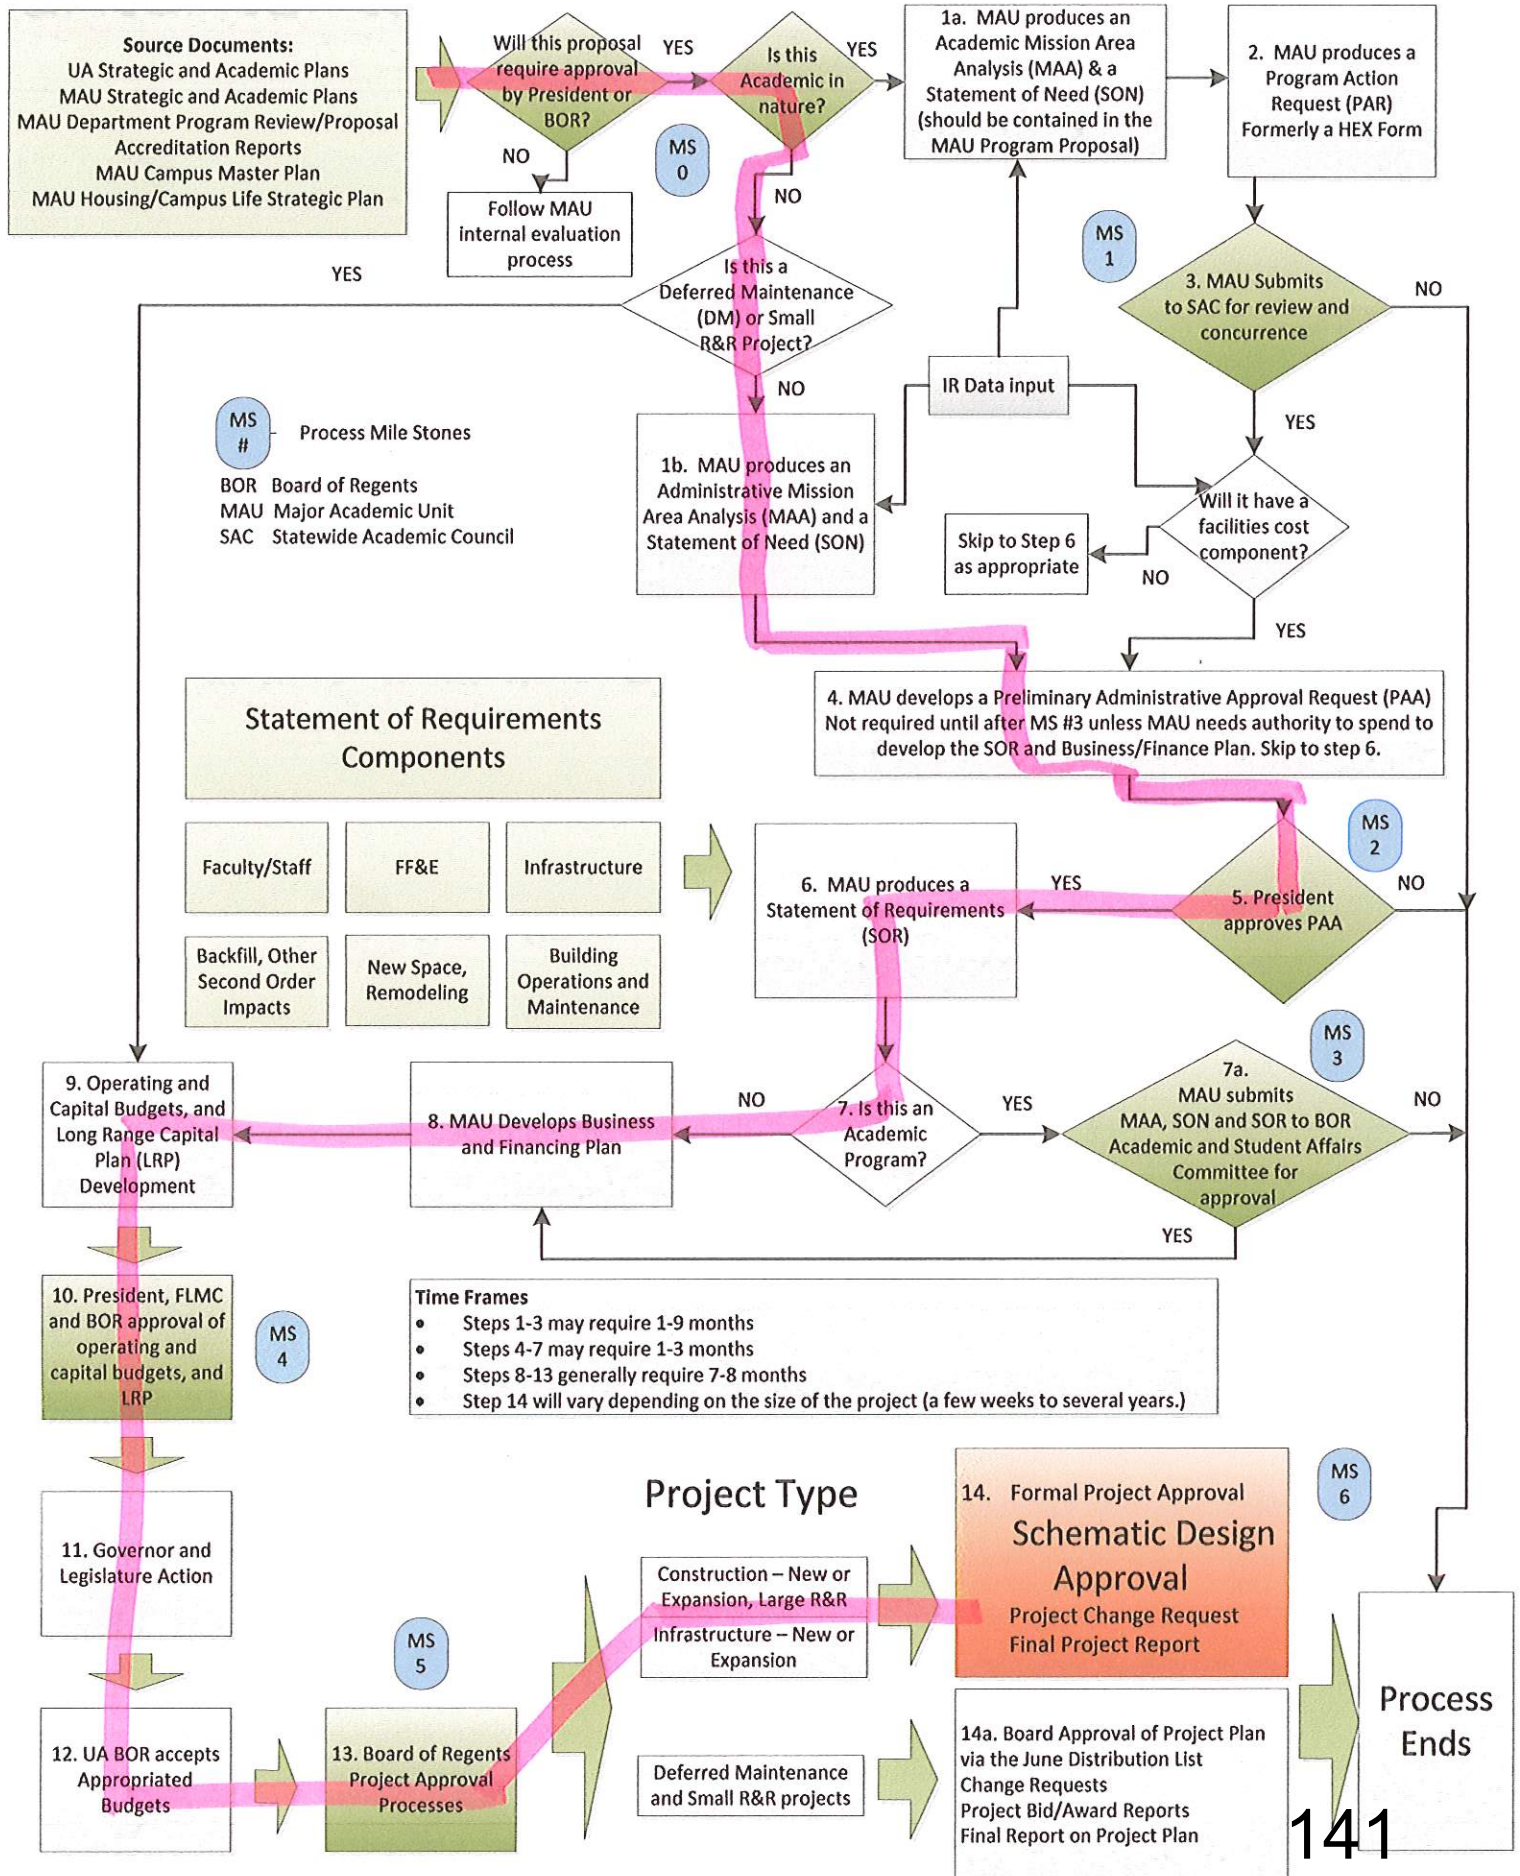 Source Documents:
UA Strategic and Academic Plans
MAU Strategic and Academic Plans
MAU Department Program Review/Proposal
Accreditation Reports
MAU Campus Master Plan
MAU Housing/Campus Life Strategic Plan
Will this proposal
require approval
by President or
BOR?
YES
NO
Follow MAU
internal evaluation
process
MS
0
Is this
Academic in
nature?
YES
NO
1a. MAU produces an
Academic Mission Area
Analysis (MAA) & a
Statement of Need (SON)
(should be contained in the
MAU Program Proposal)
2. MAU produces a
Program Action
Request (PAR)
Formerly a HEX Form
MS
1
3. MAU Submits
to SAC for review and
concurrence
NO
YES
Is this a
Deferred Maintenance
(DM) or Small
R&R Project?
YES
NO
IR Data input
MS
#
Process Mile Stones
BOR Board of Regents
MAU Major Academic Unit
SAC Statewide Academic Council
1b. MAU produces an
Administrative Mission
Area Analysis (MAA) and a
Statement of Need (SON)
Will it have a
facilities cost
component?
Skip to Step 6
as appropriate
NO
YES
4. MAU develops a Preliminary Administrative Approval Request (PAA)
Not required until after MS #3 unless MAU needs authority to spend to
develop the SOR and Business/Finance Plan. Skip to step 6.
Statement of Requirements
Components
Faculty/Staff
FF&E
Infrastructure
Backfill, Other
Second Order
Impacts
New Space,
Remodeling
Building
Operations and
Maintenance
6. MAU produces a
Statement of Requirements
(SOR)
YES
MS
2
5. President
approves PAA
NO
MS
3
7. Is this an
Academic
Program?
NO
YES
7a.
MAU submits
MAA, SON and SOR to BOR
Academic and Student Affairs
Committee for
approval
NO
YES
8. MAU Develops Business
and Financing Plan
9. Operating and
Capital Budgets, and
Long Range Capital
Plan (LRP)
Development
10. President, FLMC
and BOR approval of
operating and
capital budgets, and
LRP
MS
4
Time Frames
• Steps 1-3 may require 1-9 months
• Steps 4-7 may require 1-3 months
• Steps 8-13 generally require 7-8 months
• Step 14 will vary depending on the size of the project (a few weeks to several years.)
11. Governor and
Legislature Action
12. UA BOR accepts
Appropriated
Budgets
MS
5
13. Board of Regents
Project Approval
Processes
Project Type
Construction – New or
Expansion, Large R&R
Infrastructure – New or
Expansion
Deferred Maintenance
and Small R&R projects
14. Formal Project Approval
Schematic Design
Approval
Project Change Request
Final Project Report
MS
6
14a. Board Approval of Project Plan
via the June Distribution List
Change Requests
Project Bid/Award Reports
Final Report on Project Plan
Process
Ends
141